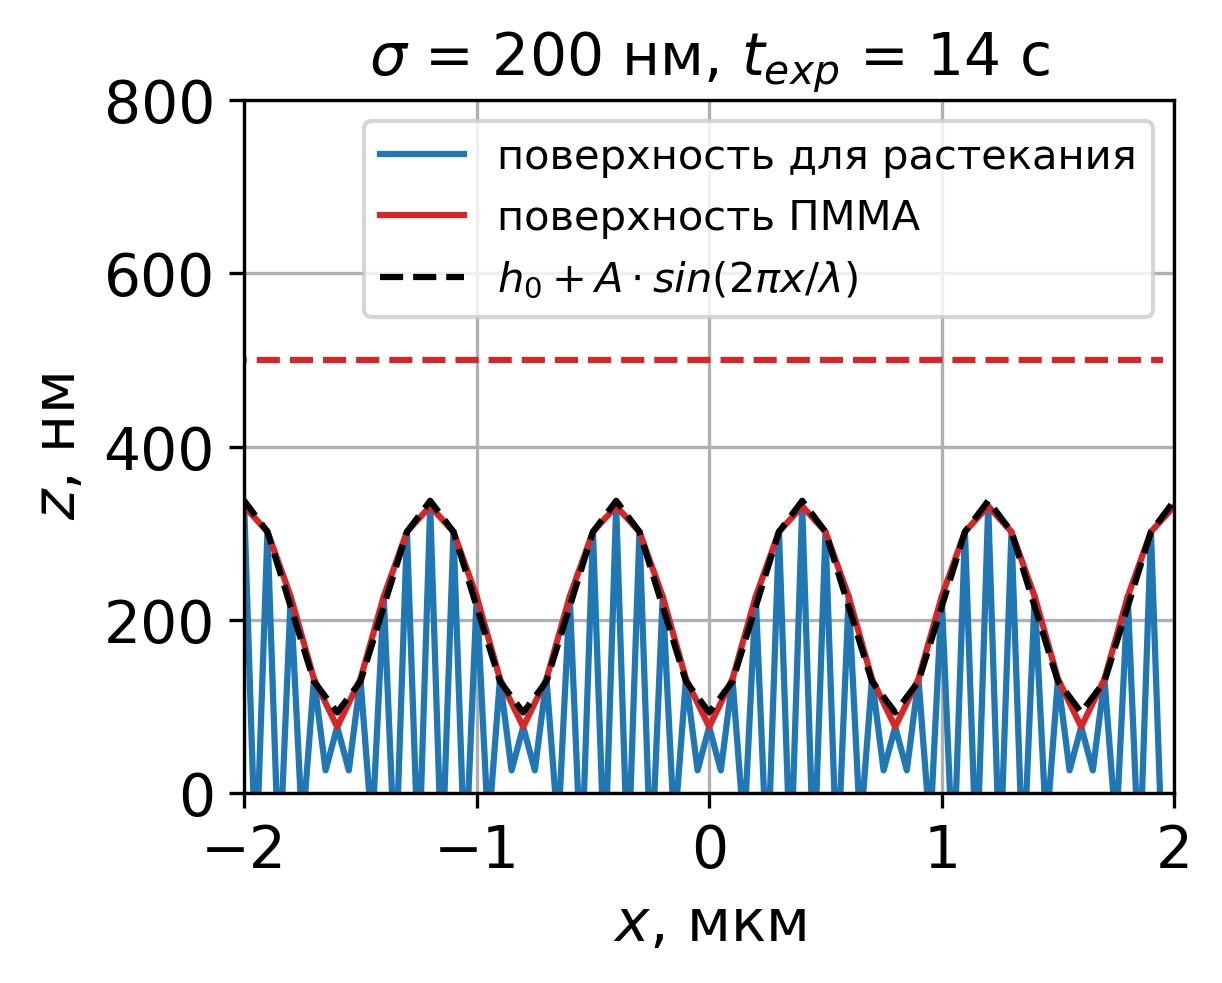 σ = 200 нм, t_exp = 14 с
800
600
400
200
0
z, нм
поверхность для растекания
поверхность ПММА
h₀ + A · sin(2πx/λ)
−2
−1
0
1
2
x, мкм